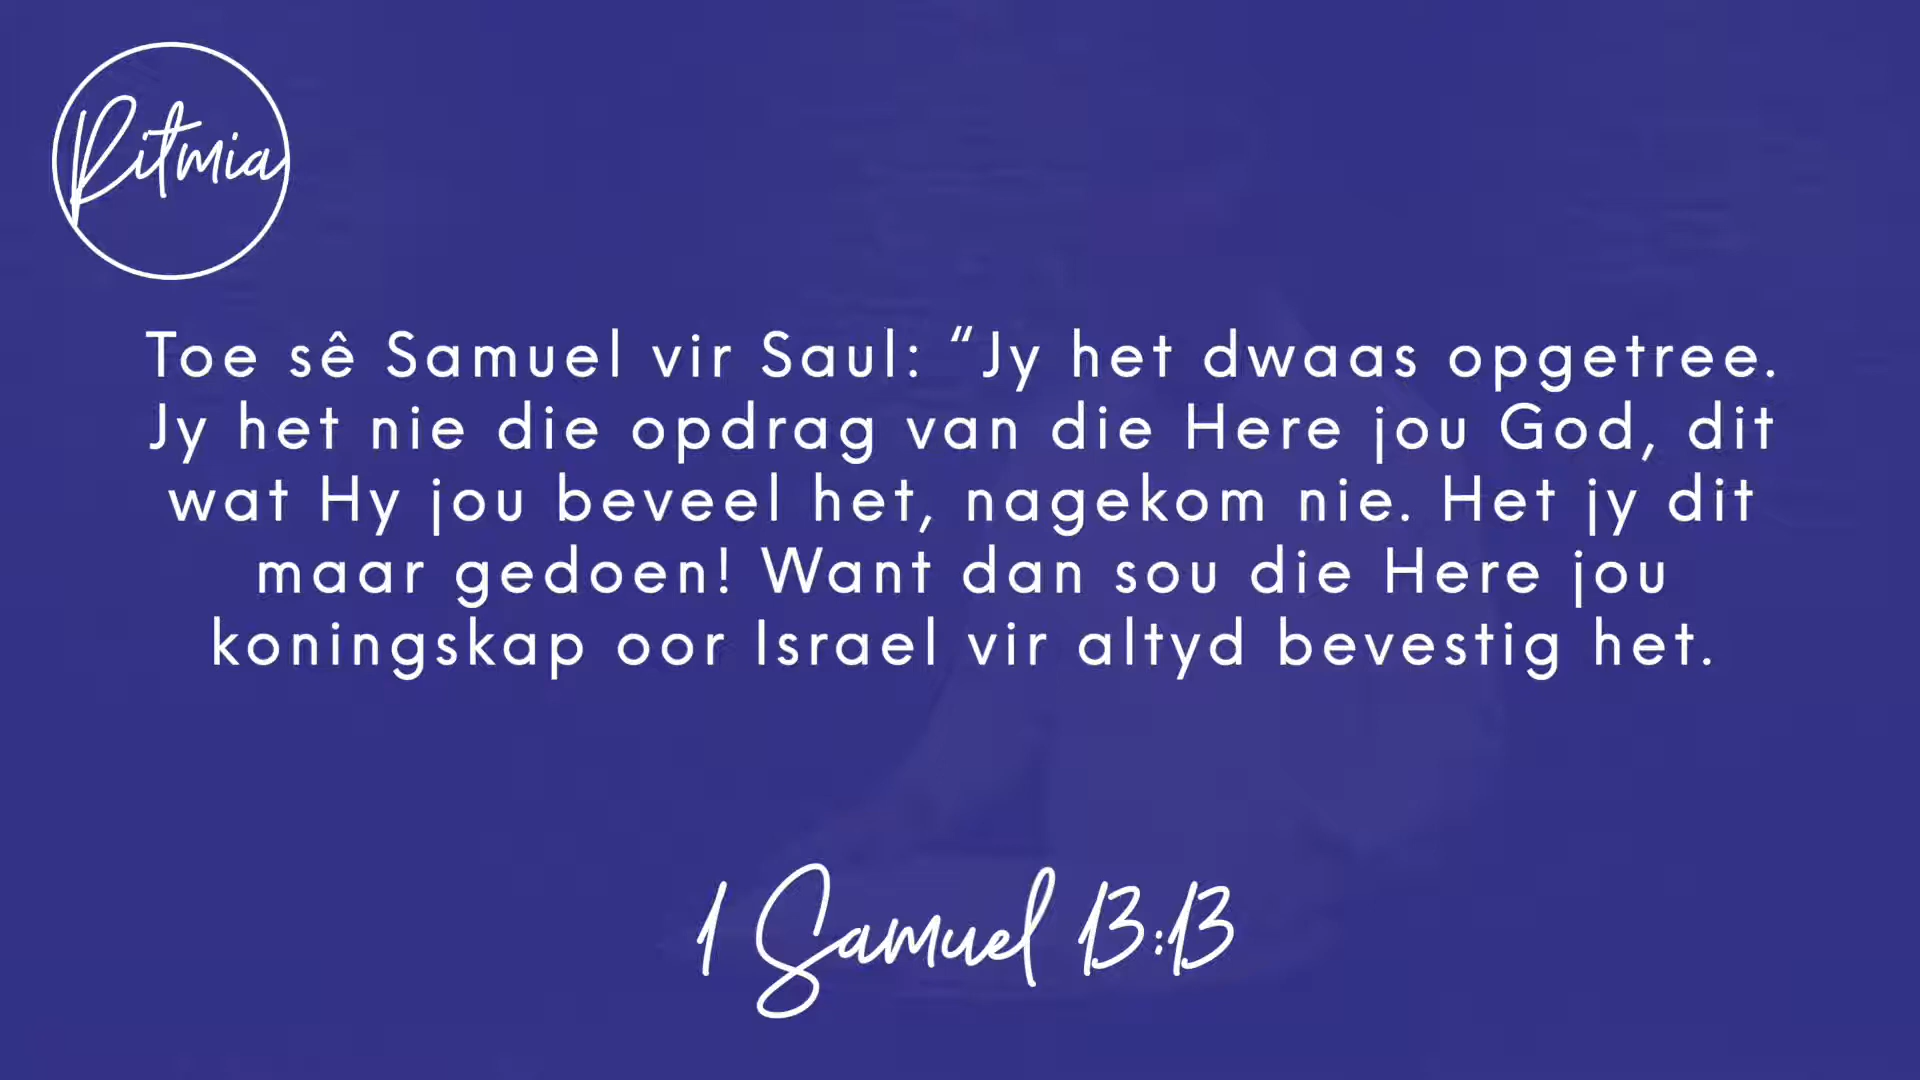 Ritmia
Toe sê Samuel vir Saul: “Jy het dwaas opgetree.
Jy het nie die opdrag van die Here jou God, dit
wat Hy jou beveel het, nagekom nie. Het jy dit
maar gedoen! Want dan sou die Here jou
koningskap oor Israel vir altyd bevestig het.
1 Samuel 13:13